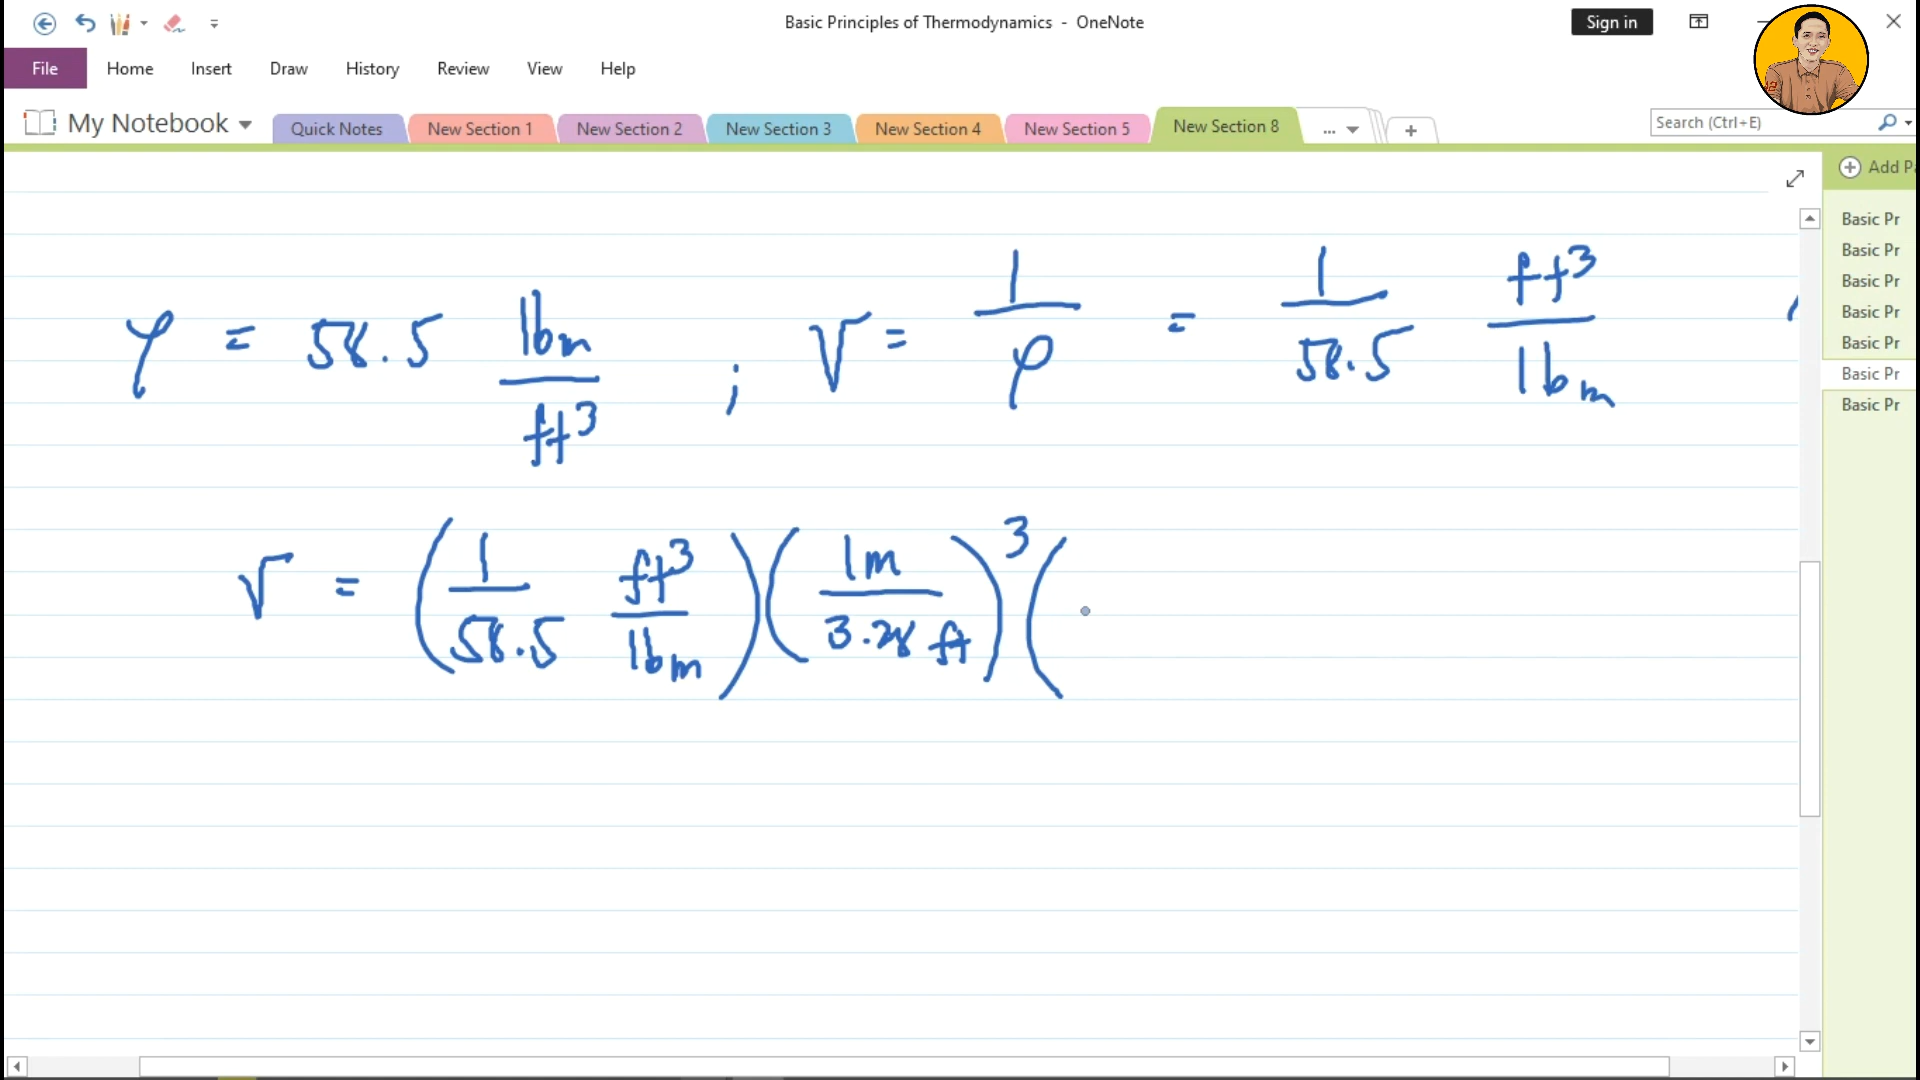 Basic Principles of Thermodynamics - OneNote
Sign in
File Home Insert Draw History Review View Help
My Notebook Quick Notes New Section 1 New Section 2 New Section 3 New Section 4 New Section 5 New Section 8 ... + Search (Ctrl+E)
Add P
Basic Pr
Basic Pr
Basic Pr
Basic Pr
Basic Pr
Basic Pr
Basic Pr
ρ = 58.5 lbm/ft³ ; v = 1/ρ = 1/58.5 ft³/lbm
v = (1/58.5 ft³/lbm)(1m/3.28 ft)³(